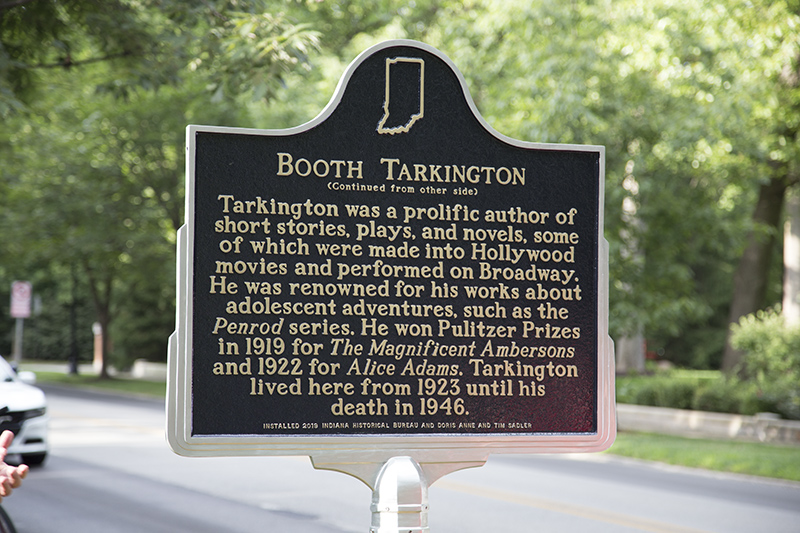 BOOTH TARKINGTON
(Continued from other side)
Tarkington was a prolific author of
short stories, plays, and novels, some
of which were made into Hollywood
movies and performed on Broadway.
He was renowned for his works about
adolescent adventures, such as the
Penrod series. He won Pulitzer Prizes
in 1919 for The Magnificent Ambersons
and 1922 for Alice Adams. Tarkington
lived here from 1923 until his
death in 1946.
INSTALLED 2019 INDIANA HISTORICAL BUREAU AND DORIS ANNE AND TIM SADLER